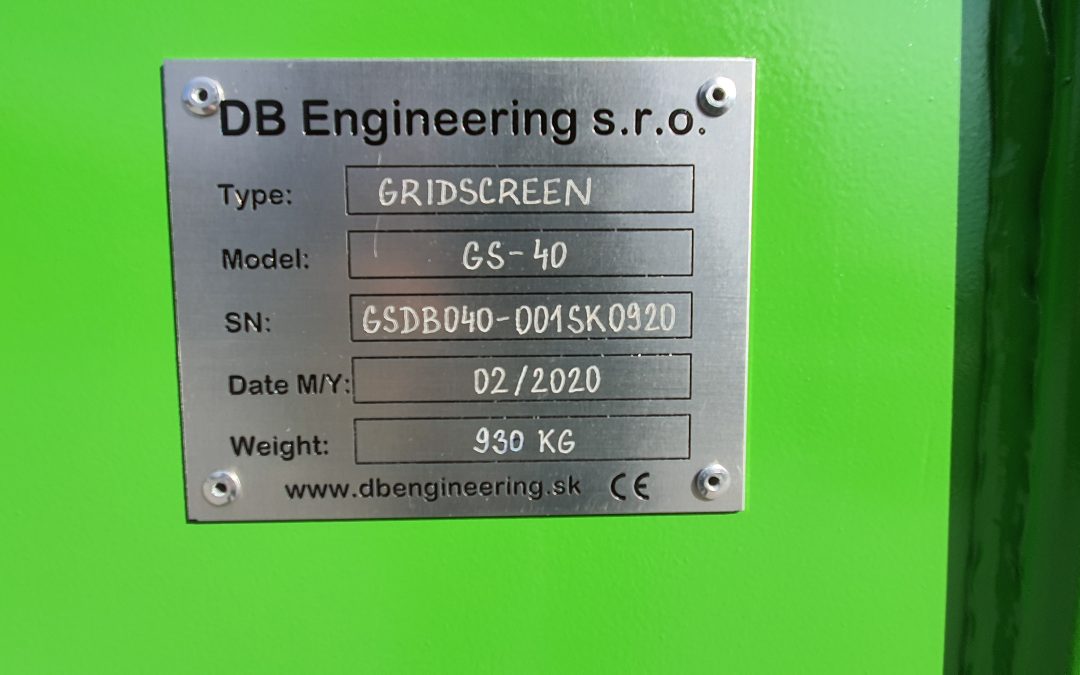 DB Engineering s.r.o.
Type: GRIDSCREEN
Model: GS-40
SN: GSDB040-001SK0920
Date M/Y: 02/2020
Weight: 930 KG
www.dbengineering.sk CE